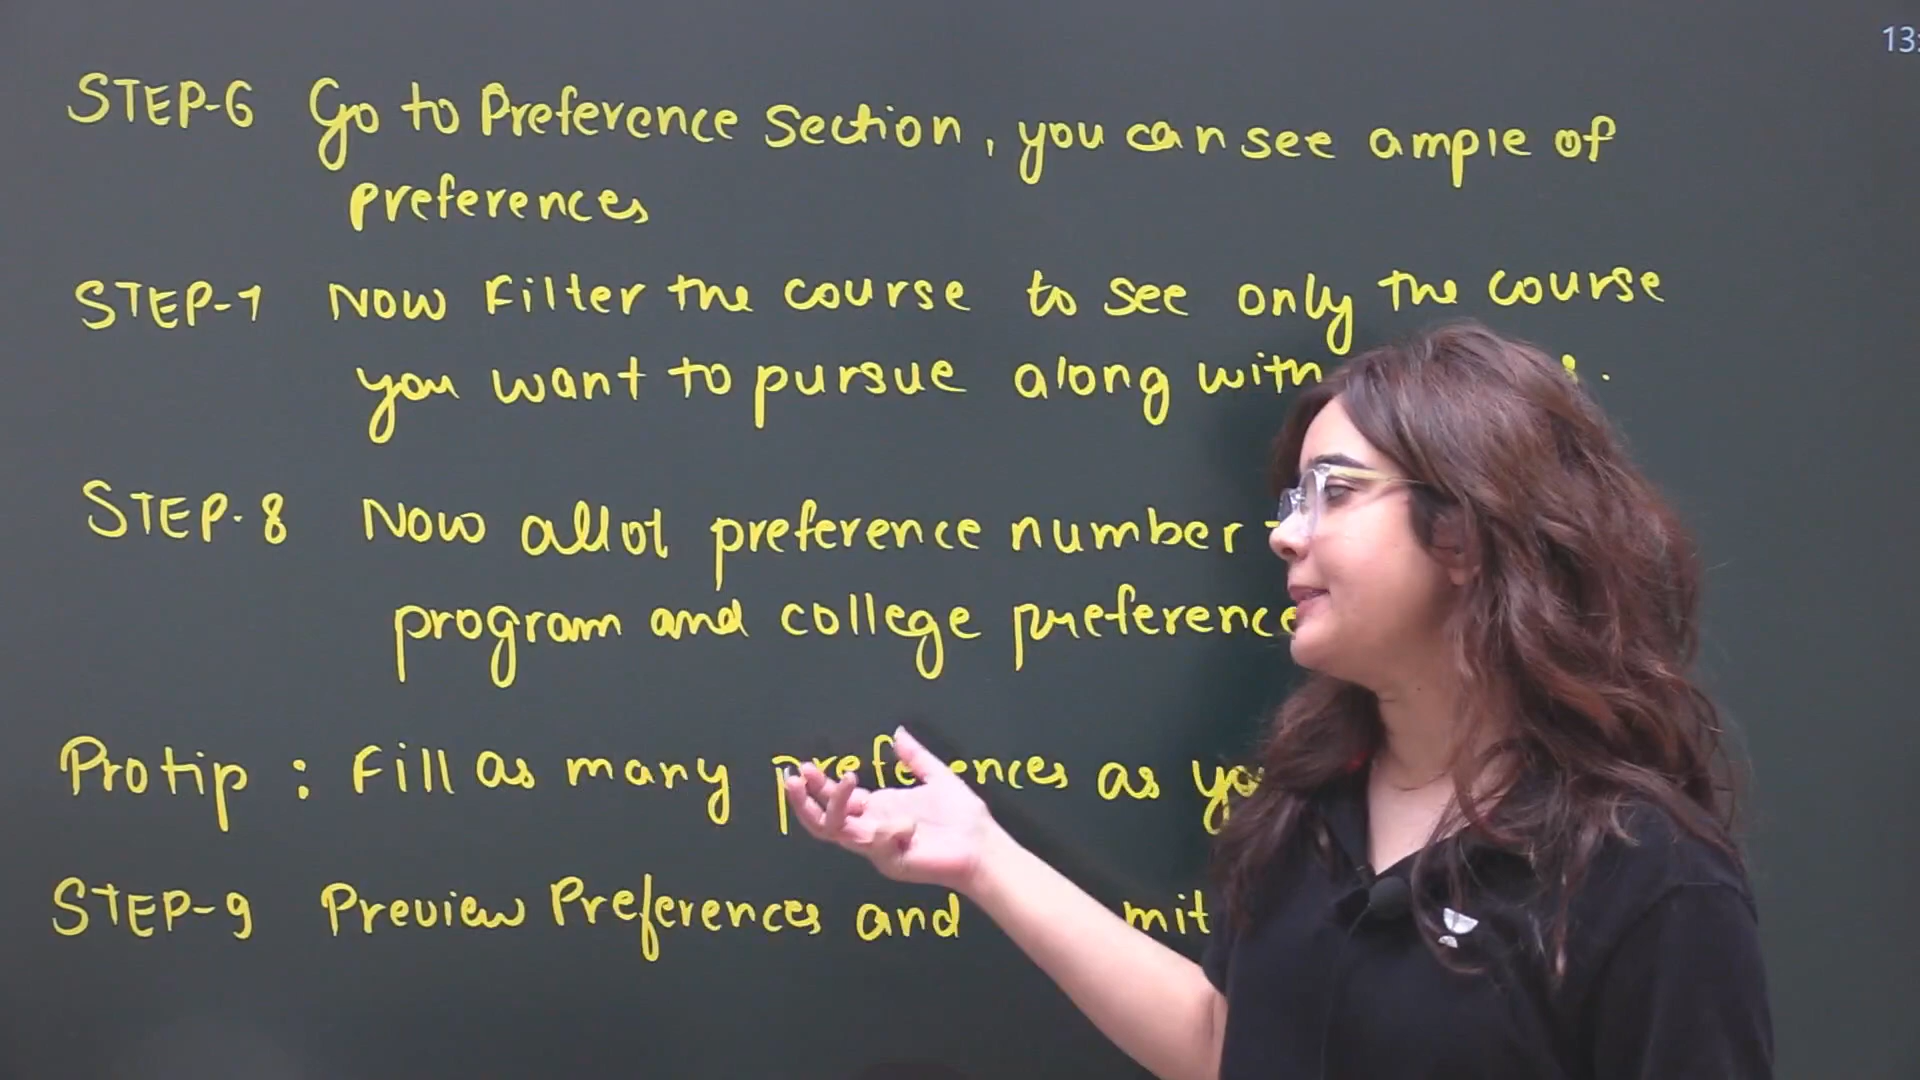 13:
STEP-6 Go to Preference Section, you can see ample of
preferences
STEP-7 Now Filter the course to see only the course
you want to pursue along with
STEP-8 Now allot preference number
program and college preference
Protip : Fill as many preferences as you
STEP-9 Preview Preferences and